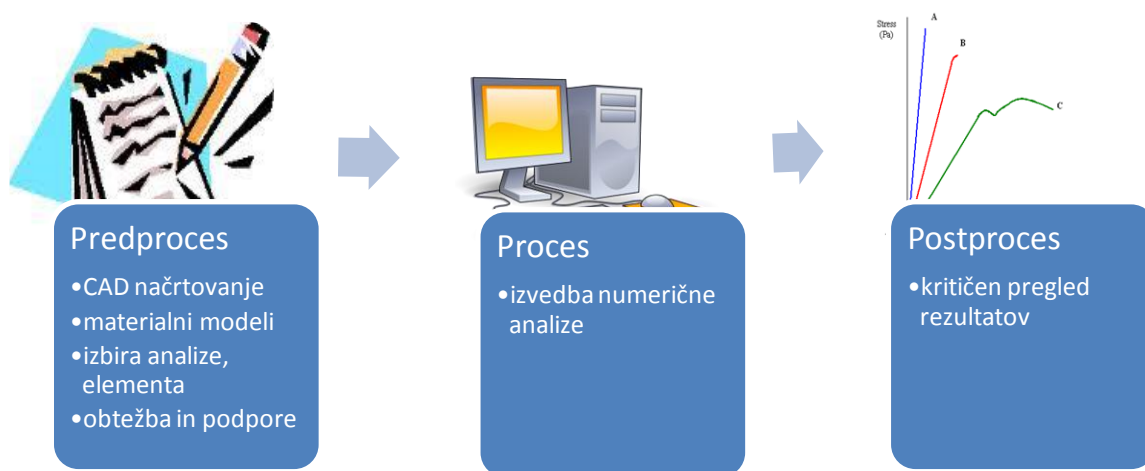 Predproces
•CAD načrtovanje
•materialni modeli
•izbira analize,
elementa
•obtežba in podpore
Proces
•izvedba numerične
analize
Stress
(Pa)
A
B
C
Postproces
•kritičen pregled
rezultatov